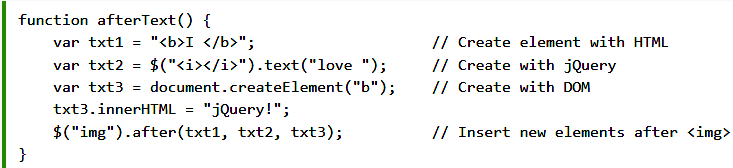 function afterText() {
    var txt1 = "<b>I </b>";                    // Create element with HTML
    var txt2 = $("<i></i>").text("love ");     // Create with jQuery
    var txt3 = document.createElement("b");    // Create with DOM
    txt3.innerHTML = "jQuery!";
    $("img").after(txt1, txt2, txt3);          // Insert new elements after <img>
}